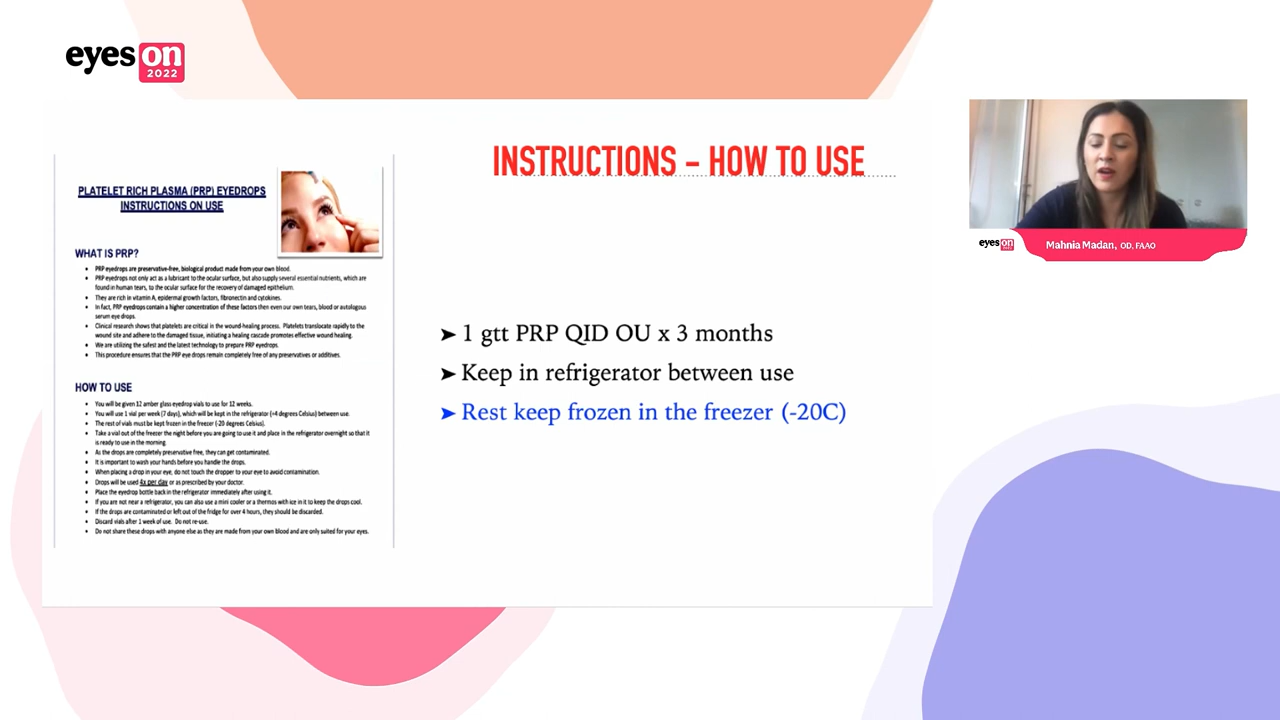 eyes on
2022
PLATELET RICH PLASMA (PRP) EYEDROPS
INSTRUCTIONS ON USE
WHAT IS PRP?
• PRP eyedrops are preservative-free, biological product made from your own blood.
• PRP eyedrops not only act as a lubricant to the ocular surface, but also supply several essential nutrients, which are
found in human tears, to the ocular surface for the recovery of damaged epithelium.
• They are rich in vitamin A, epidermal growth factors, fibronectin and cytokines.
• In fact, PRP eyedrops contain a higher concentration of these factors then even our own tears, blood or autologous
serum eye drops.
• Clinical research shows that platelets are critical in the wound-healing process. Platelets translocate rapidly to the
wound site and adhere to the damaged tissue, initiating a healing cascade promotes effective wound healing.
• We are utilizing the safest and the latest technology to prepare PRP eyedrops.
• This procedure ensures that the PRP eye drops remain completely free of any preservatives or additives.
HOW TO USE
• You will be given 12 amber glass eyedrop vials to use for 12 weeks.
• You will use 1 vial per week (7 days), which will be kept in the refrigerator (+4 degrees Celsius) between use.
• The rest of vials must be kept frozen in the freezer (-20 degrees Celsius).
• Take a vial out of the freezer the night before you are going to use it and place in the refrigerator overnight so that it
is ready to use in the morning.
• As the drops are completely preservative free, they can get contaminated.
• It is important to wash your hands before you handle the drops.
• When placing a drop in your eye, do not touch the dropper to your eye to avoid contamination.
• Drops will be used 4x per day or as prescribed by your doctor.
• Place the eyedrop bottle back in the refrigerator immediately after using it.
• If you are not near a refrigerator, you can also use a mini cooler or a thermos with ice in it to keep the drops cool.
• If the drops are contaminated or left out of the fridge for over 4 hours, they should be discarded.
• Discard vials after 1 week of use. Do not re-use.
• Do not share these drops with anyone else as they are made from your own blood and are only suited for your eyes.
INSTRUCTIONS – HOW TO USE
➤ 1 gtt PRP QID OU x 3 months
➤ Keep in refrigerator between use
➤ Rest keep frozen in the freezer (-20C)
eyes on
2022
Mahnia Madan, OD, FAAO